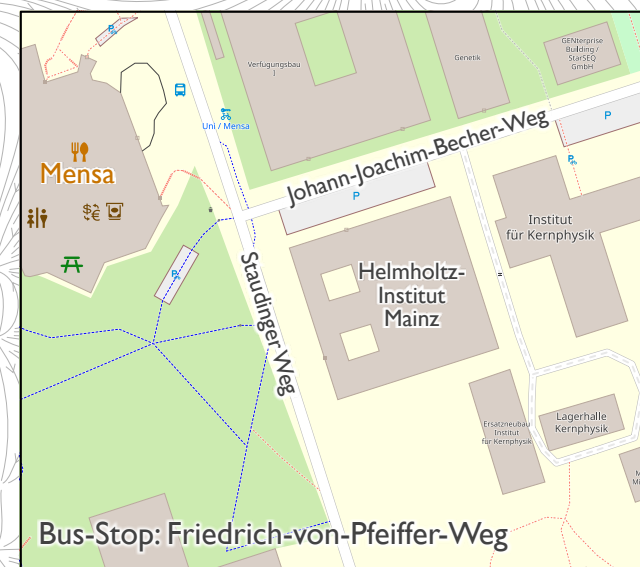 GENterprise
Building /
StarSEQ
GmbH
Verfügungsbau
I
Genetik
Uni / Mensa
P
P
Johann-Joachim-Becher-Weg
P
Mensa
P
Institut
für Kernphysik
P
Staudinger Weg
Helmholtz-
Institut
Mainz
Lagerhalle
Kernphysik
Ersatzneubau
Institut
für Kernphysik
Bus-Stop: Friedrich-von-Pfeiffer-Weg